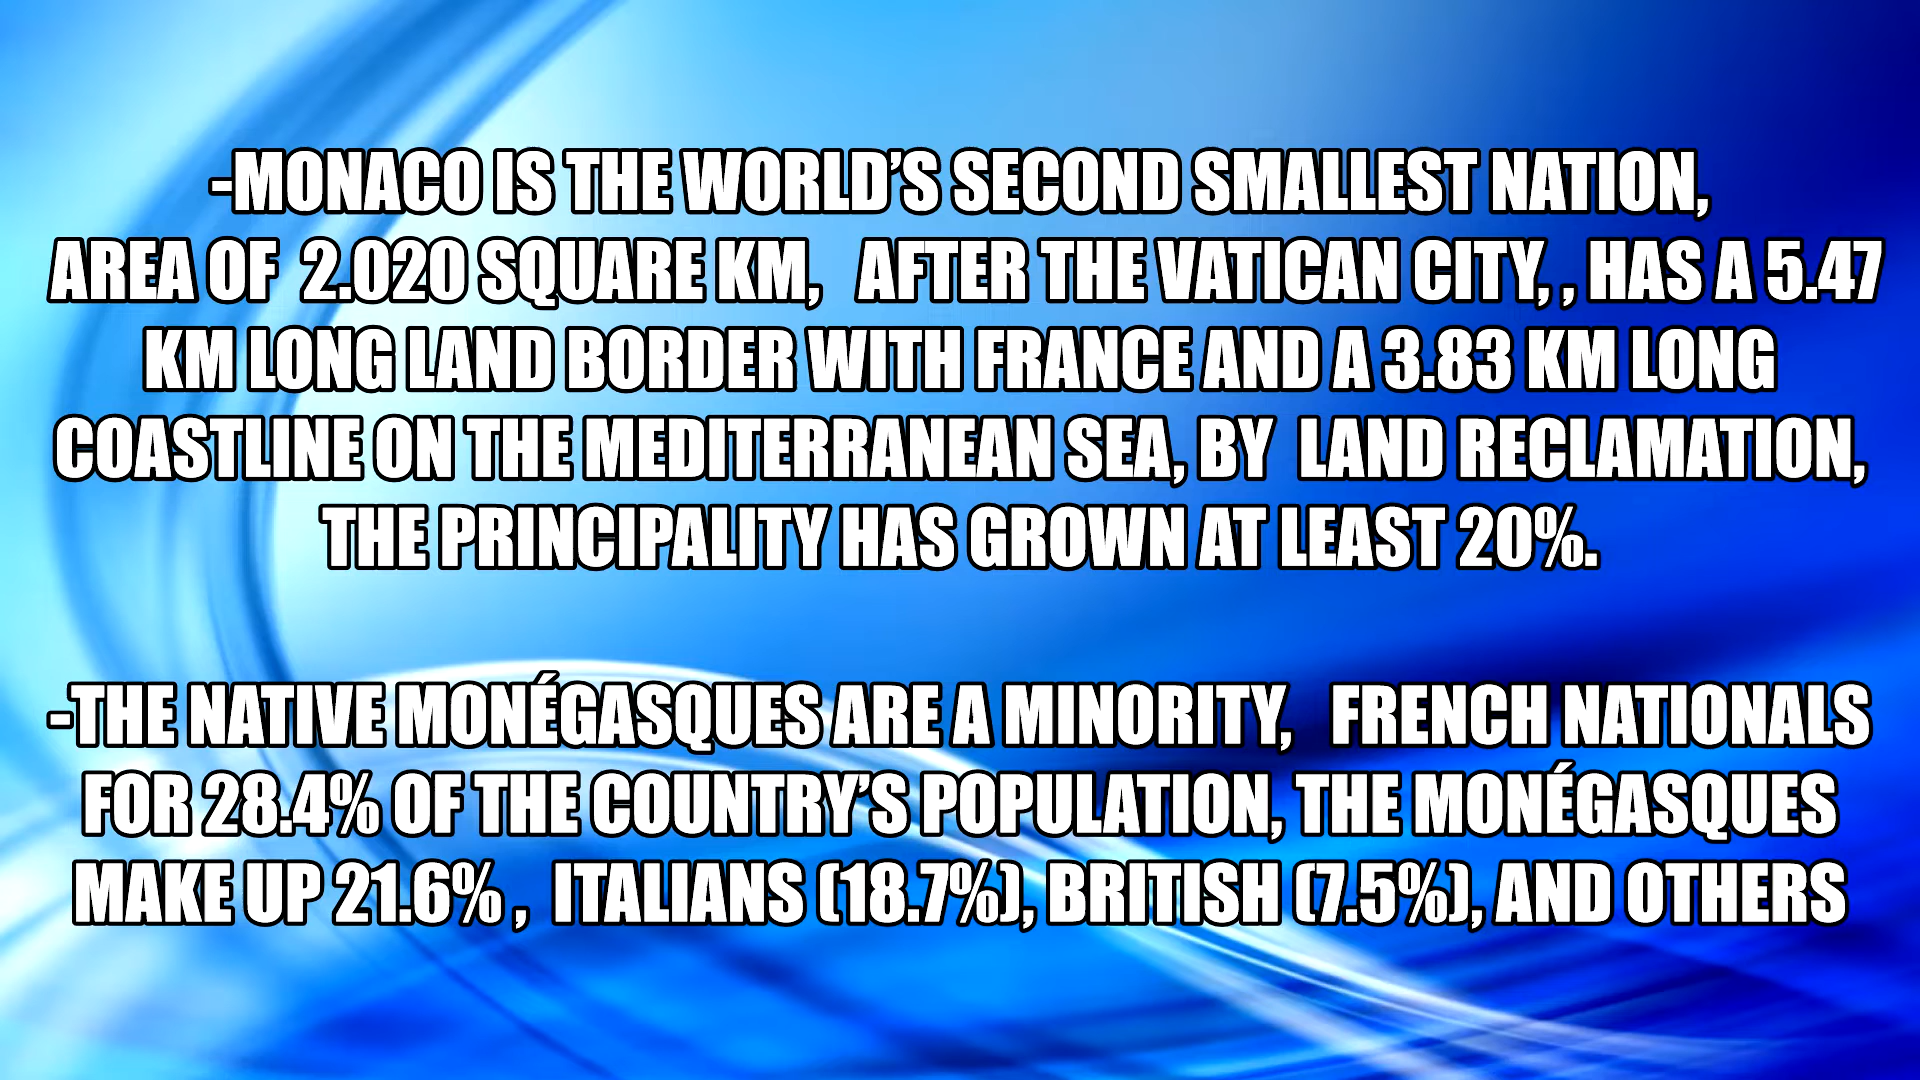 -MONACO IS THE WORLD’S SECOND SMALLEST NATION,
AREA OF 2.020 SQUARE KM, AFTER THE VATICAN CITY, , HAS A 5.47
KM LONG LAND BORDER WITH FRANCE AND A 3.83 KM LONG
COASTLINE ON THE MEDITERRANEAN SEA, BY LAND RECLAMATION,
THE PRINCIPALITY HAS GROWN AT LEAST 20%.
-THE NATIVE MONÉGASQUES ARE A MINORITY, FRENCH NATIONALS
FOR 28.4% OF THE COUNTRY’S POPULATION, THE MONÉGASQUES
MAKE UP 21.6% , ITALIANS (18.7%), BRITISH (7.5%), AND OTHERS